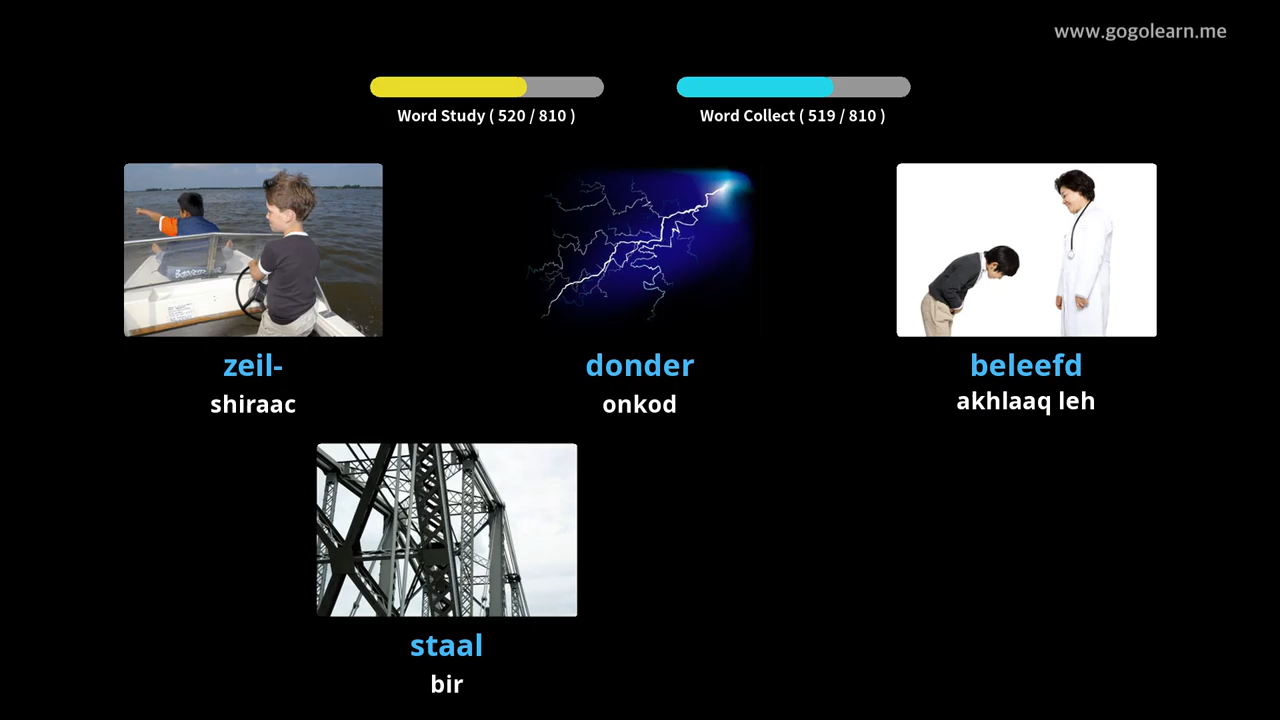 www.gogolearn.me
Word Study ( 520 / 810 )
Word Collect ( 519 / 810 )
zeil-
shiraac
donder
onkod
beleefd
akhlaaq leh
staal
bir